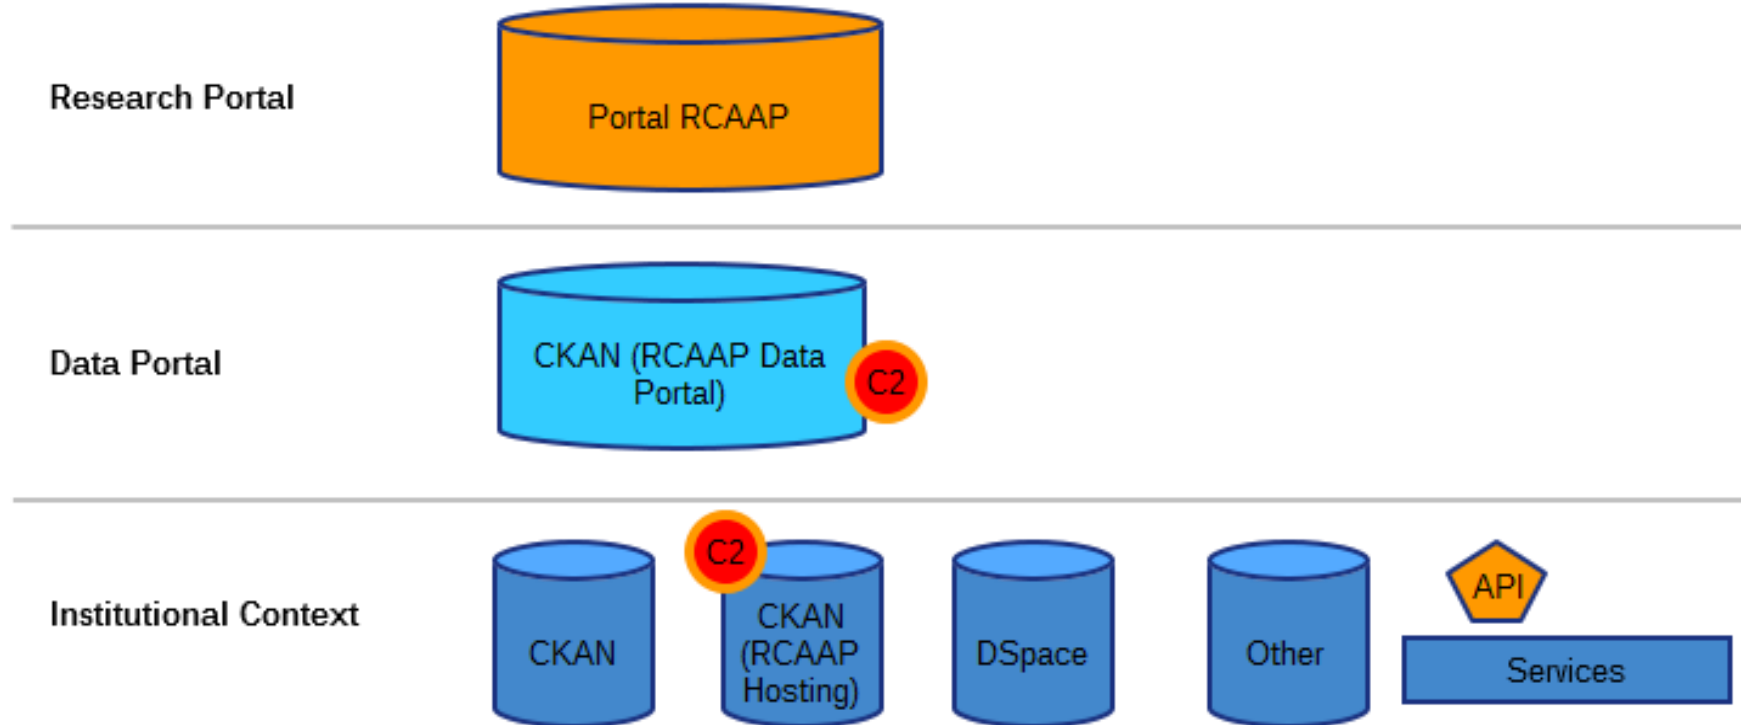 Research Portal
Portal RCAAP
Data Portal
CKAN (RCAAP Data
Portal)
C2
Institutional Context
CKAN
C2
CKAN
(RCAAP
Hosting)
DSpace
Other
API
Services